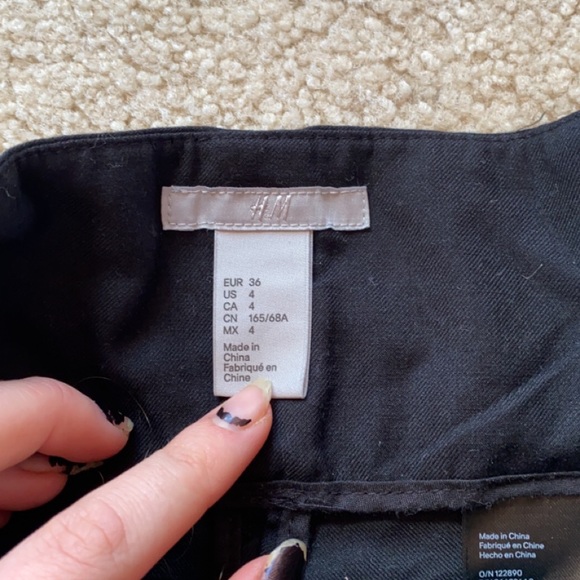 H&M
EUR 36
US 4
CA 4
CN 165/68A
MX 4
Made in
China
Fabriqué en
Chine
Made in China
Fabriqué en Chine
Hecho en China
O/N 122890